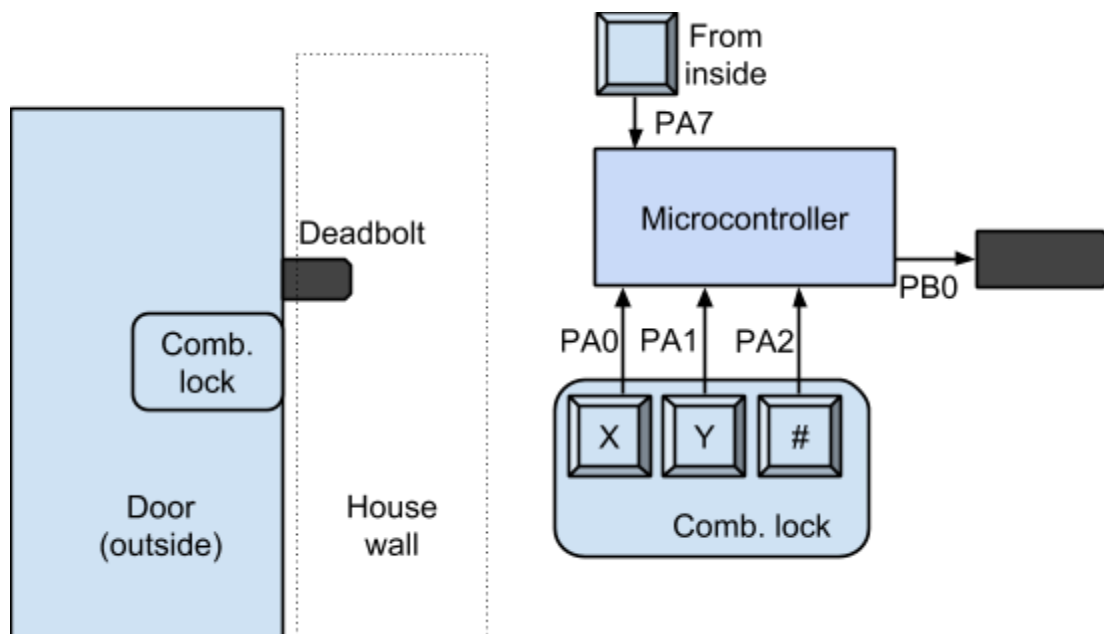 Deadbolt
Comb.
lock
Door
(outside)
House
wall
From
inside
PA7
Microcontroller
PB0
PA0
PA1
PA2
X
Y
#
Comb. lock